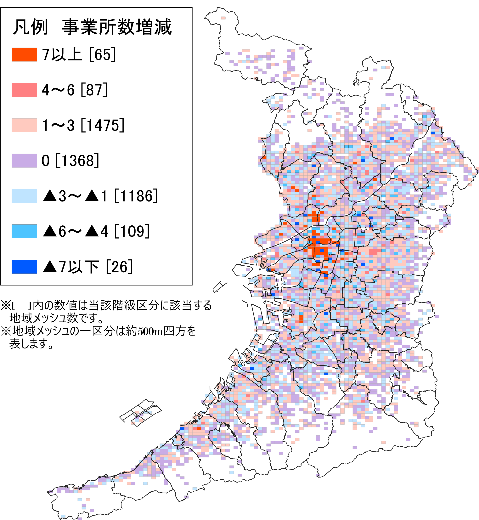 凡例 事業所数増減
7以上 [65]
4～6 [87]
1～3 [1475]
0 [1368]
▲3～▲1 [1186]
▲6～▲4 [109]
▲7以下 [26]
※[ ]内の数値は当該階級区分に該当する
地域メッシュ数です。
※地域メッシュの一区分は約500m四方を
表します。